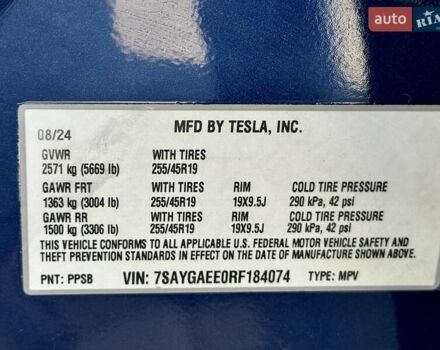 auto RIA
08/24 MFD BY TESLA, INC.
GVWR WITH TIRES
2571 kg (5669 lb) 255/45R19
GAWR FRT WITH TIRES RIM COLD TIRE PRESSURE
1363 kg (3004 lb) 255/45R19 19X9.5J 290 kPa, 42 psi
GAWR RR WITH TIRES RIM COLD TIRE PRESSURE
1500 kg (3306 lb) 255/45R19 19X9.5J 290 kPa, 42 psi
THIS VEHICLE CONFORMS TO ALL APPLICABLE U.S. FEDERAL MOTOR VEHICLE SAFETY AND
THEFT PREVENTION STANDARDS IN EFFECT ON THE DATE OF MANUFACTURE SHOWN ABOVE.
PNT: PPSB VIN: 7SAYGAEE0RF184074 TYPE: MPV